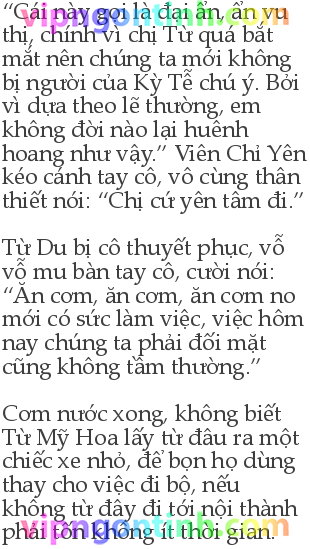 “Cái này gọi là đại ẩn, ẩn vu
thị, chính vì chị Từ quá bắt
mắt nên chúng ta mới không
bị người của Kỳ Tễ chú ý. Bởi
vì dựa theo lẽ thường, em
không đời nào lại huênh
hoang như vậy.” Viên Chỉ Yên
kéo cánh tay cô, vô cùng thân
thiết nói: “Chị cứ yên tâm đi.”
Từ Du bị cô thuyết phục, vỗ
vỗ mu bàn tay cô, cười nói:
“Ăn cơm, ăn cơm, ăn cơm no
mới có sức làm việc, việc hôm
nay chúng ta phải đối mặt
cũng không tầm thường.”
Cơm nước xong, không biết
Từ Mỹ Hoa lấy từ đâu ra một
chiếc xe nhỏ, để bọn họ dùng
thay cho việc đi bộ, nếu
không từ đây đi tới nội thành
phải tốn không ít thời gian.
vipngontinh.com
vipngontinh.com